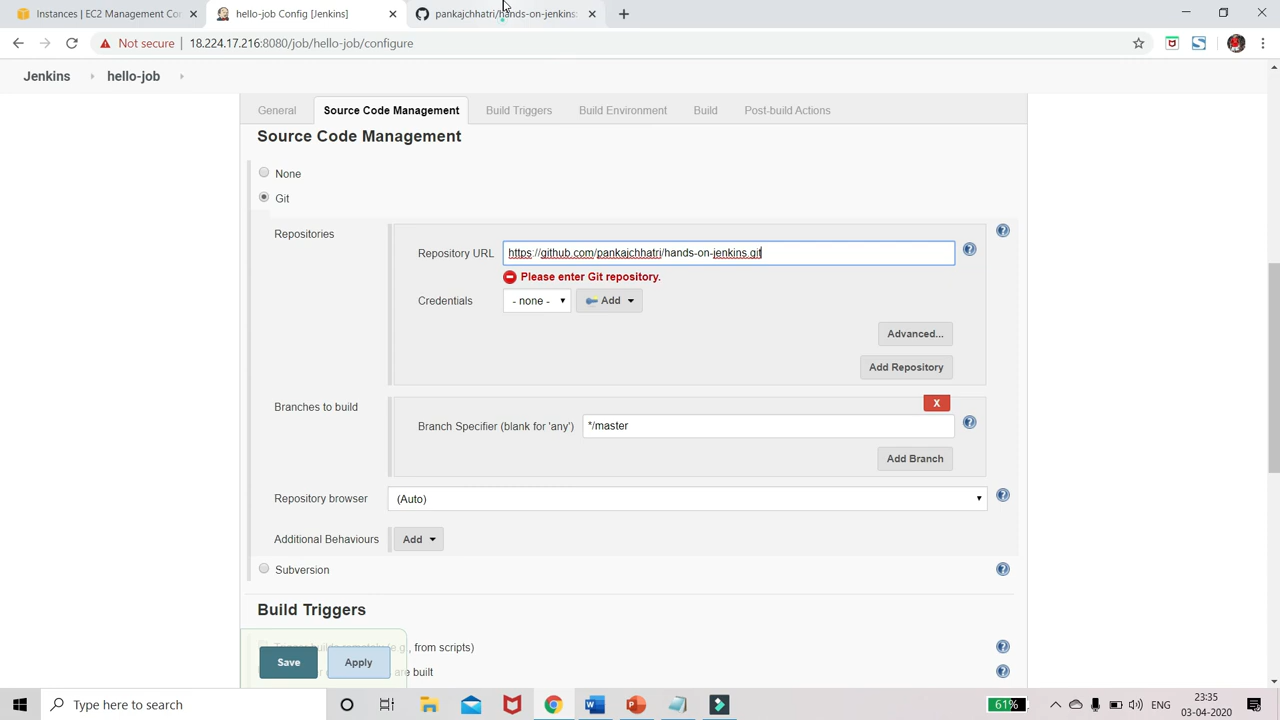 Instances | EC2 Management Co
hello-job Config [Jenkins]
pankajchhatri/hands-on-jenkins:
Not secure
18.224.17.216:8080/job/hello-job/configure
Jenkins
hello-job
General
Source Code Management
Build Triggers
Build Environment
Build
Post-build Actions
Source Code Management
None
Git
Repositories
Repository URL
https://github.com/pankajchhatri/hands-on-jenkins.git
Please enter Git repository.
Credentials
- none -
Add
Advanced...
Add Repository
Branches to build
X
Branch Specifier (blank for 'any')
*/master
Add Branch
Repository browser
(Auto)
Additional Behaviours
Add
Subversion
Build Triggers
Trigger builds remotely (e.g., from scripts)
are built
Save
Apply
Type here to search
61%
ENG
23:35
03-04-2020